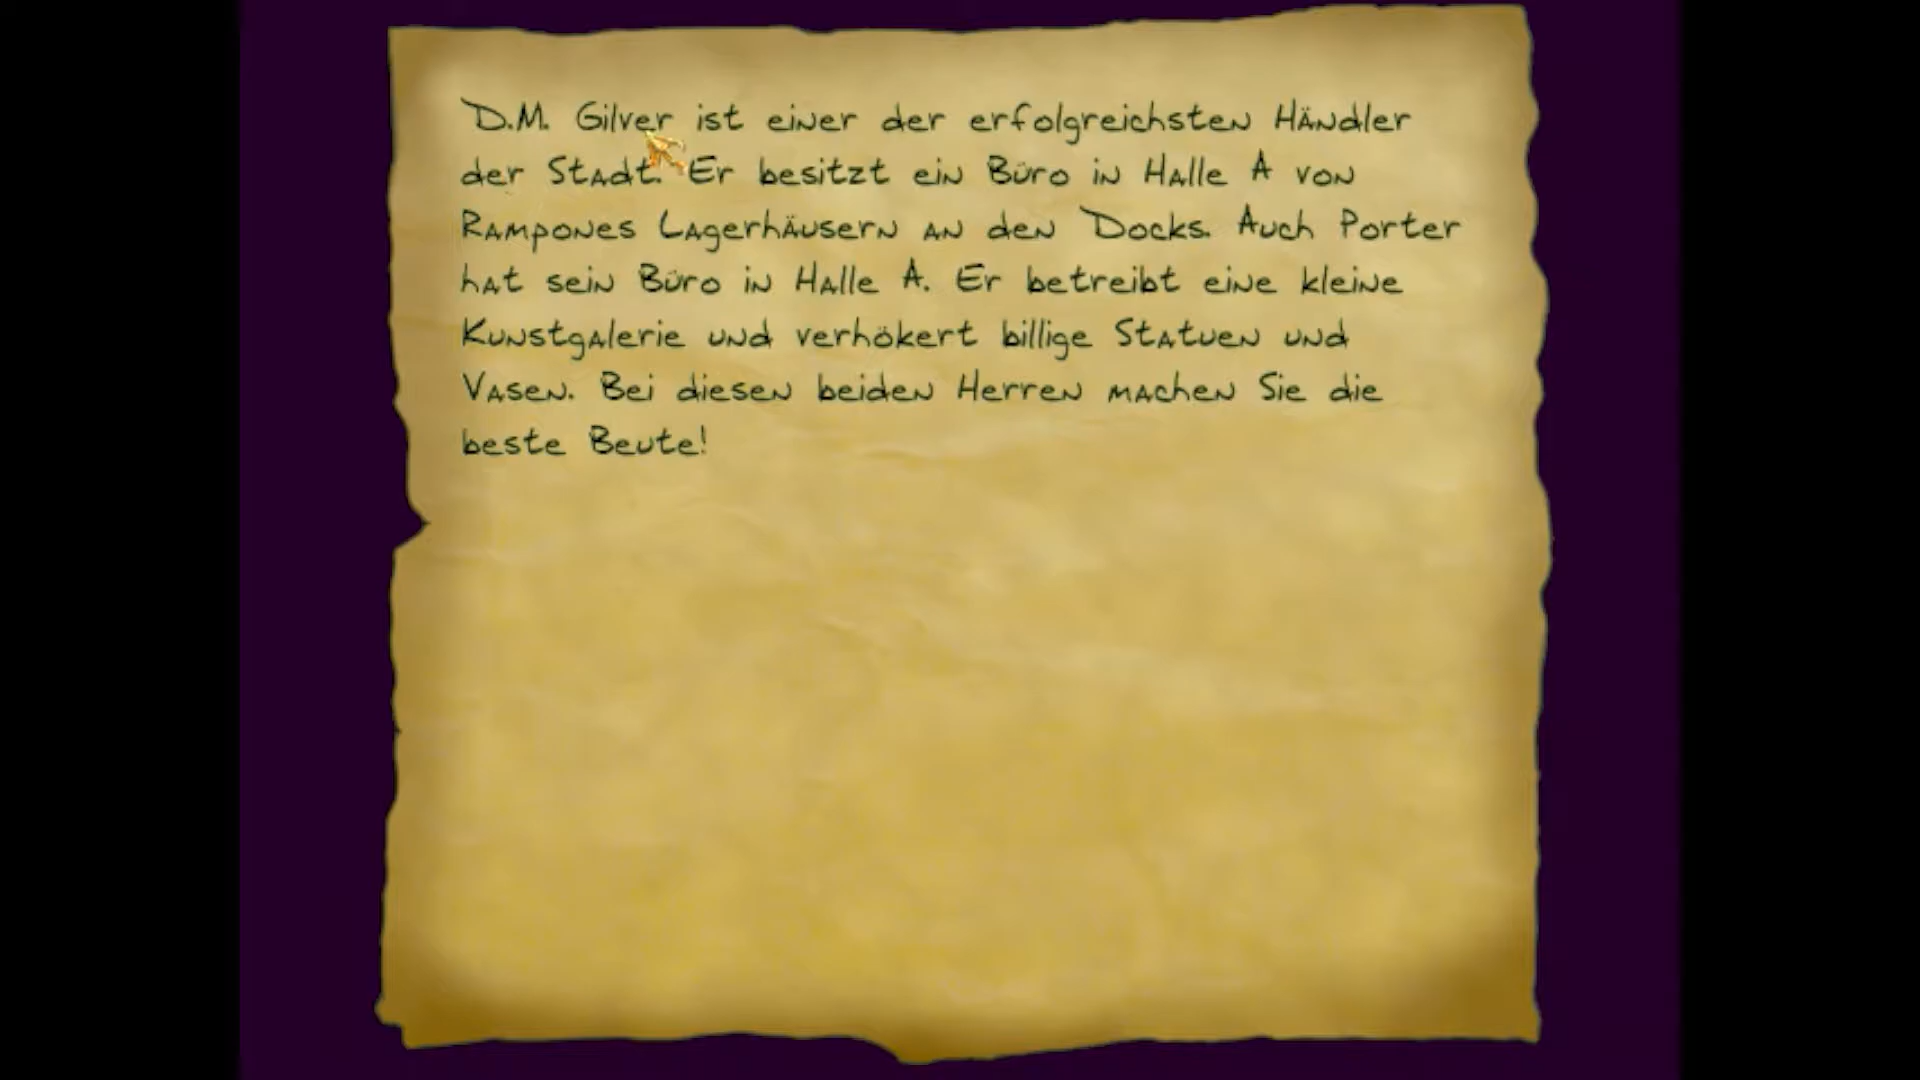 D.M. Gilver ist einer der erfolgreichsten Händler
der Stadt. Er besitzt ein Büro in Halle A von
Rampones Lagerhäusern an den Docks. Auch Porter
hat sein Büro in Halle A. Er betreibt eine kleine
Kunstgalerie und verhökert billige Statuen und
Vasen. Bei diesen beiden Herren machen Sie die
beste Beute!